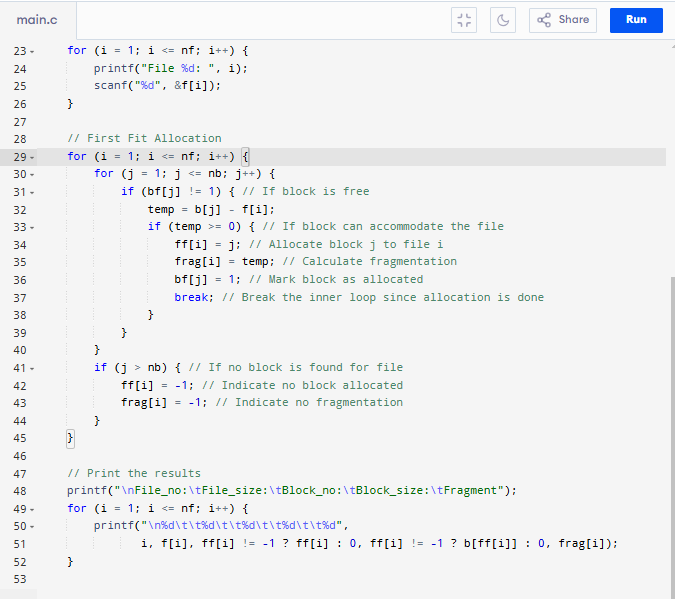 main.c
Share
Run
23 for (i = 1; i <= nf; i++) {
24 printf("File %d: ", i);
25 scanf("%d", &f[i]);
26 }
27
28 // First Fit Allocation
29 for (i = 1; i <= nf; i++) {
30 for (j = 1; j <= nb; j++) {
31 if (bf[j] != 1) { // If block is free
32 temp = b[j] - f[i];
33 if (temp >= 0) { // If block can accommodate the file
34 ff[i] = j; // Allocate block j to file i
35 frag[i] = temp; // Calculate fragmentation
36 bf[j] = 1; // Mark block as allocated
37 break; // Break the inner loop since allocation is done
38 }
39 }
40 }
41 if (j > nb) { // If no block is found for file
42 ff[i] = -1; // Indicate no block allocated
43 frag[i] = -1; // Indicate no fragmentation
44 }
45 }
46
47 // Print the results
48 printf("\nFile_no:\tFile_size:\tBlock_no:\tBlock_size:\tFragment");
49 for (i = 1; i <= nf; i++) {
50 printf("\n%d\t\t%d\t\t%d\t\t%d\t\t%d",
51 i, f[i], ff[i] != -1 ? ff[i] : 0, ff[i] != -1 ? b[ff[i]] : 0, frag[i]);
52 }
53